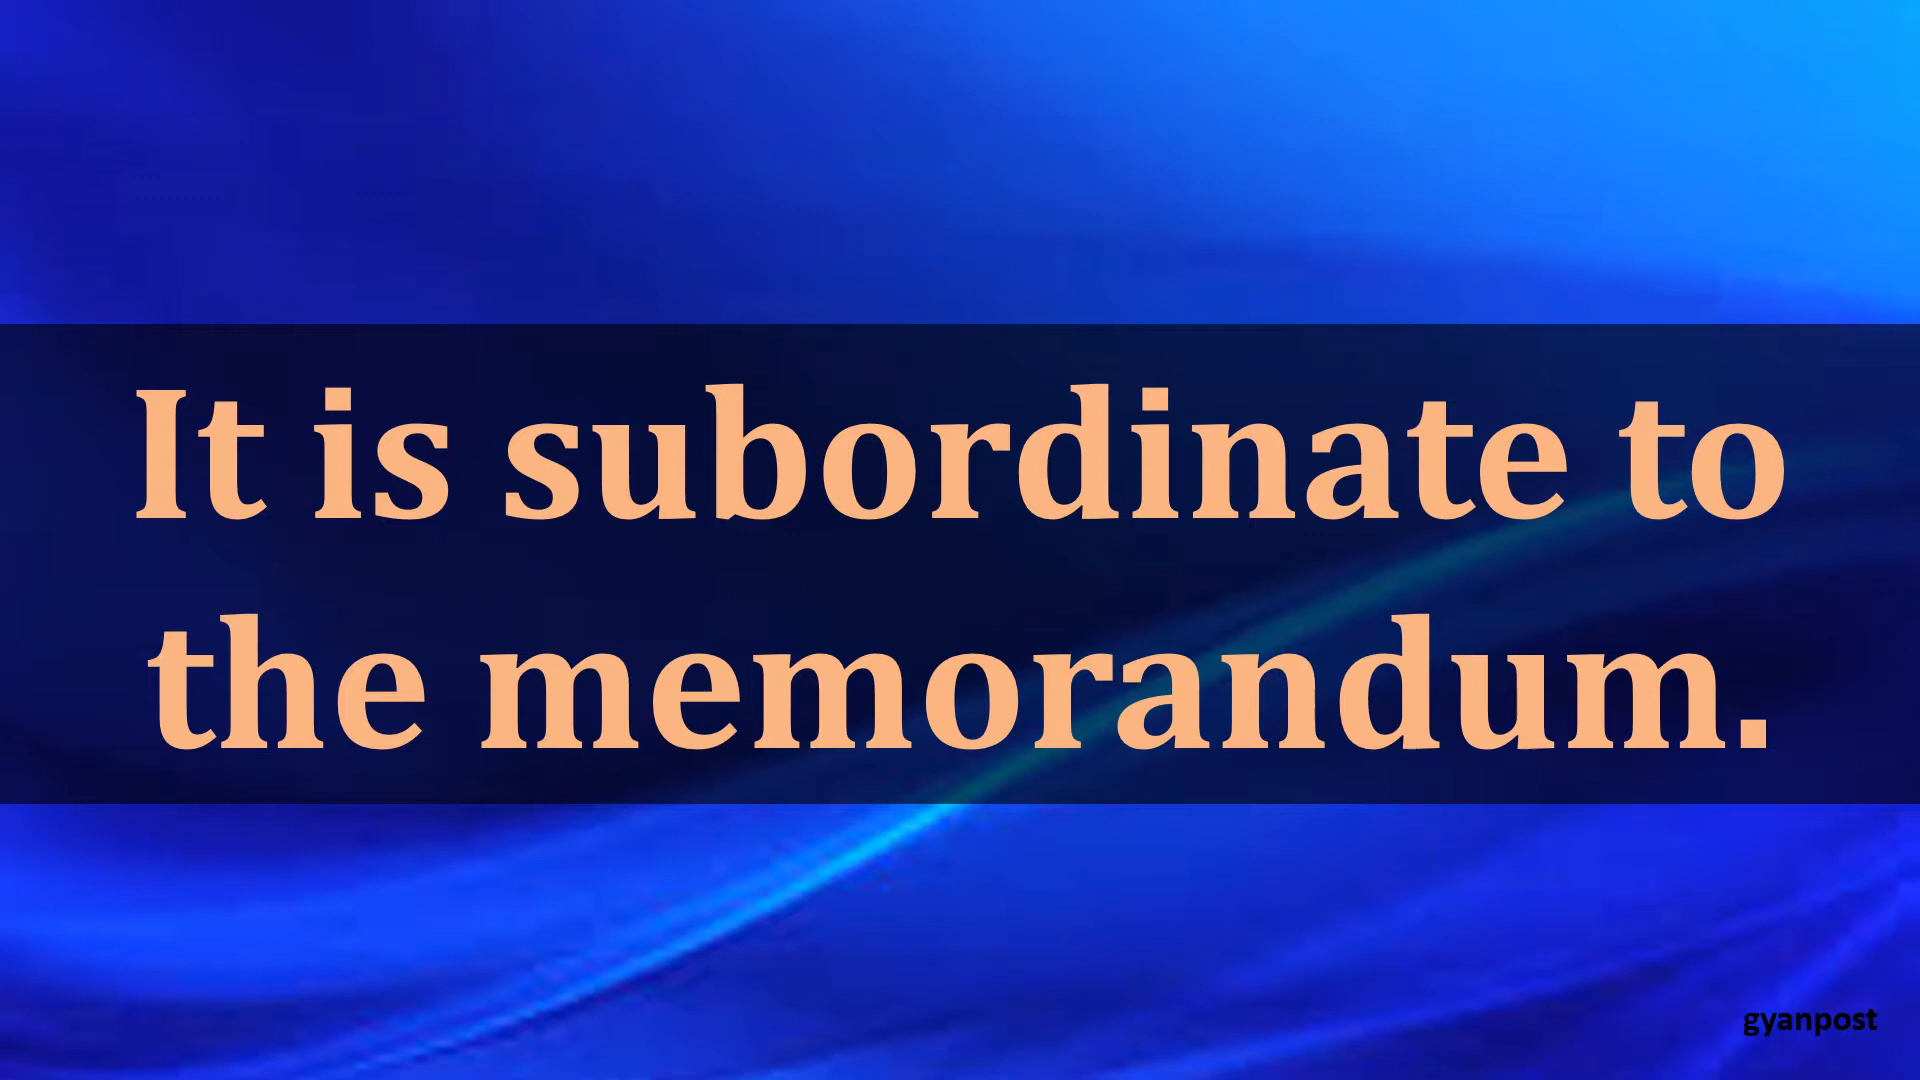 It is subordinate to
the memorandum.
gyanpost